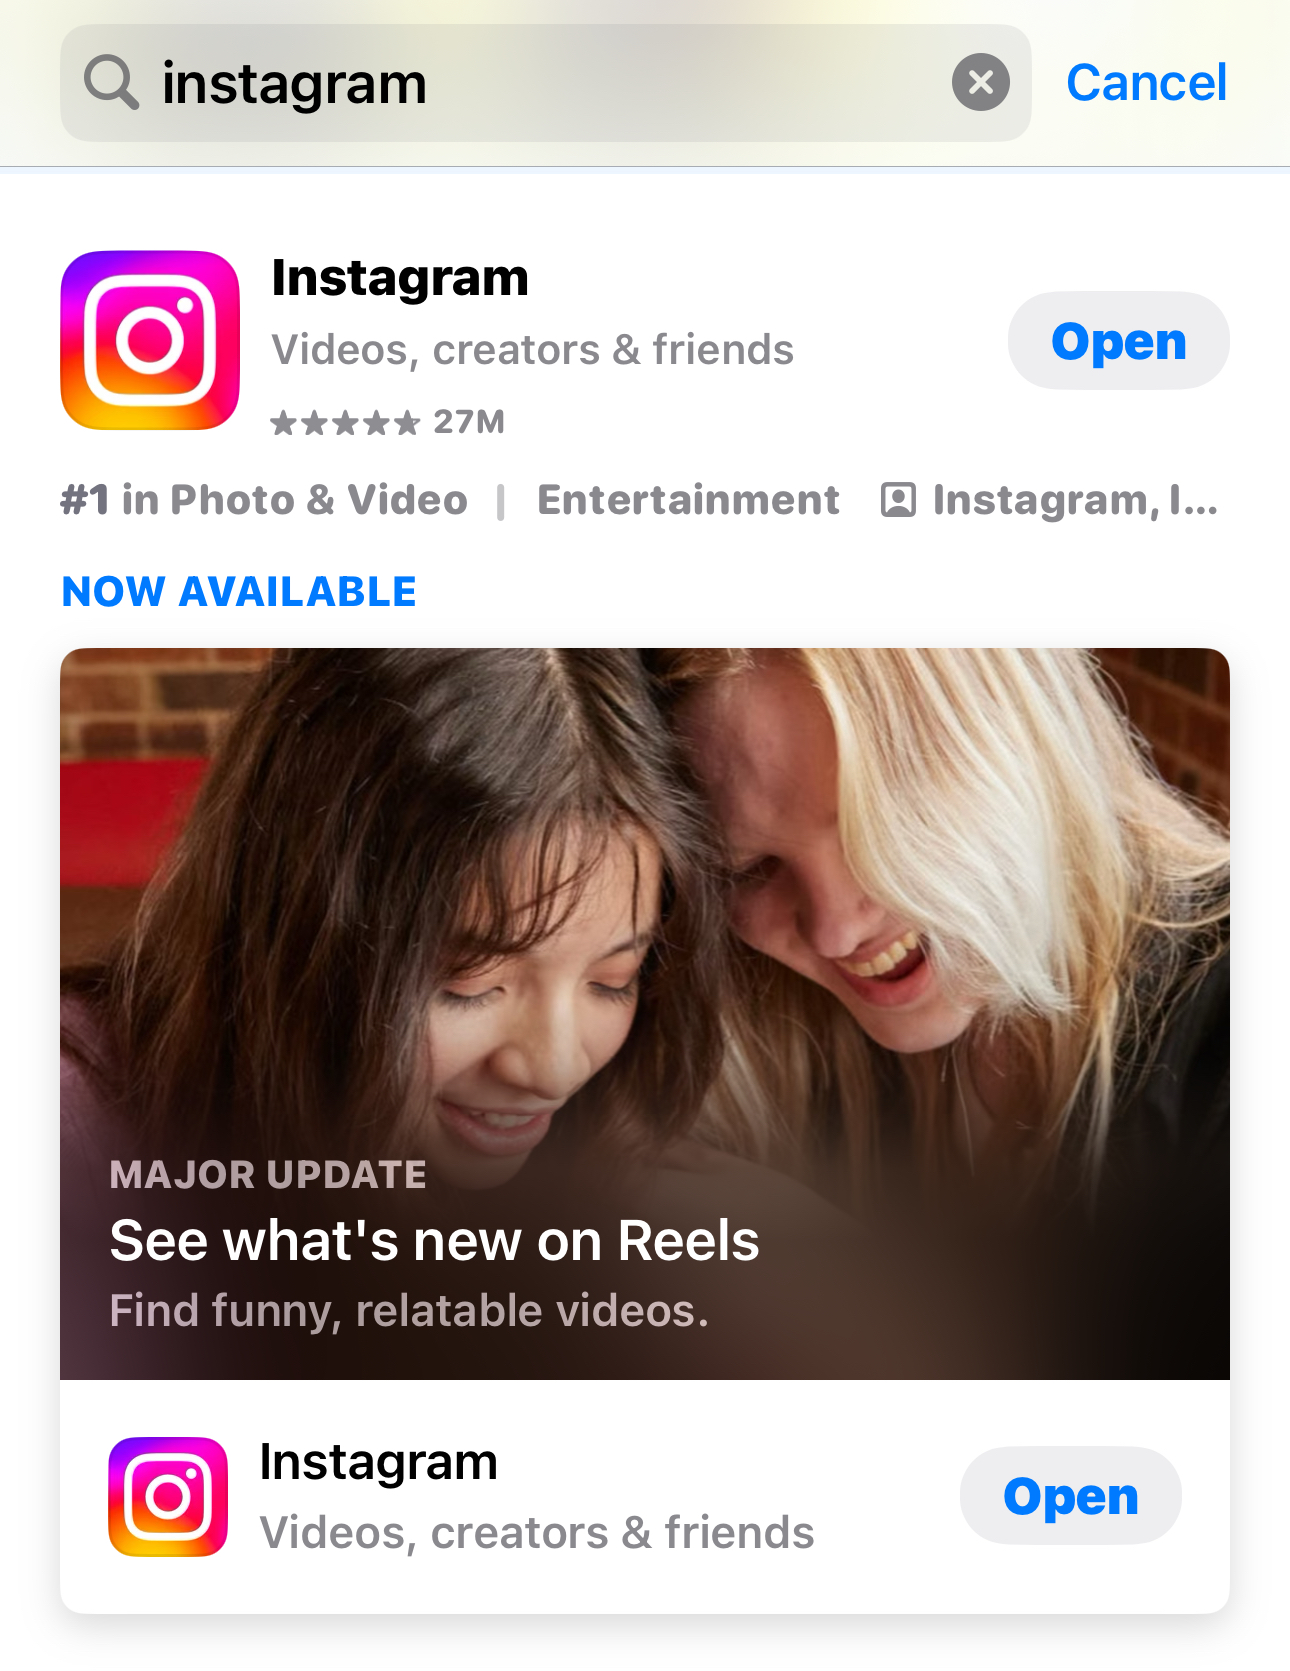 instagram
Cancel
Instagram
Videos, creators & friends
27M
Open
#1 in Photo & Video | Entertainment Instagram, I...
NOW AVAILABLE
MAJOR UPDATE
See what's new on Reels
Find funny, relatable videos.
Instagram
Videos, creators & friends
Open